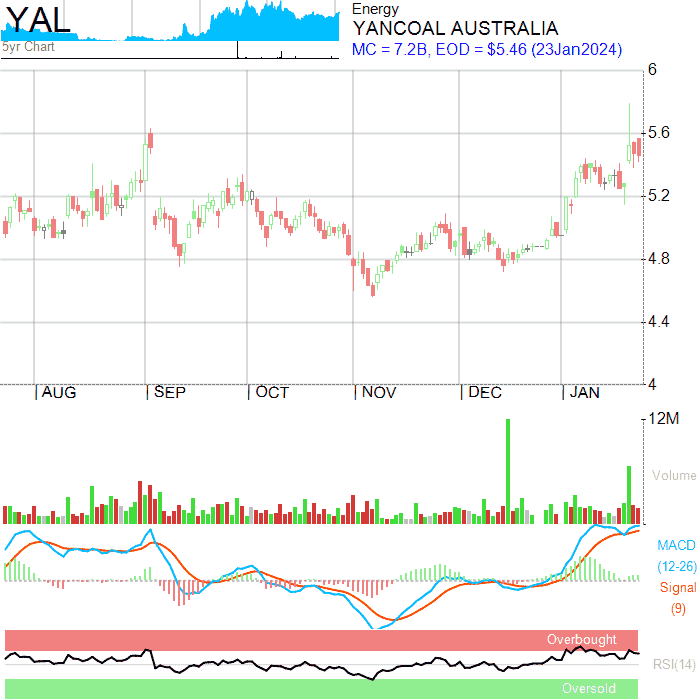 YAL
5yr Chart
Energy
YANCOAL AUSTRALIA
MC = 7.2B, EOD = $5.46 (23Jan2024)
6
5.6
5.2
4.8
4.4
4
AUG SEP OCT NOV DEC JAN
12M
Volume
MACD
(12-26)
Signal
(9)
Overbought
RSI(14)
Oversold